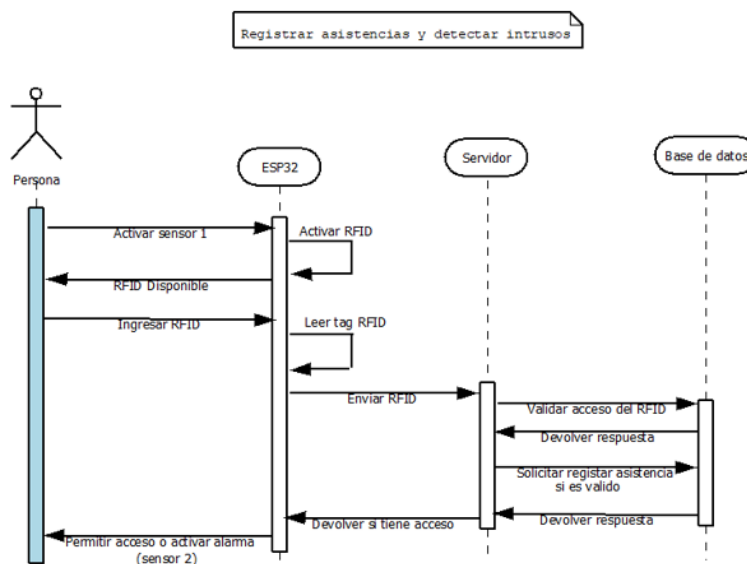 Registrar asistencias y detectar intrusos
Persona
ESP32
Servidor
Base de datos
Activar sensor 1
Activar RFID
RFID Disponible
Ingresar RFID
Leer tag RFID
Enviar RFID
Validar acceso del RFID
Devolver respuesta
Solicitar registar asistencia
si es valido
Devolver si tiene acceso
Devolver respuesta
Permitir acceso o activar alarma
(sensor 2)